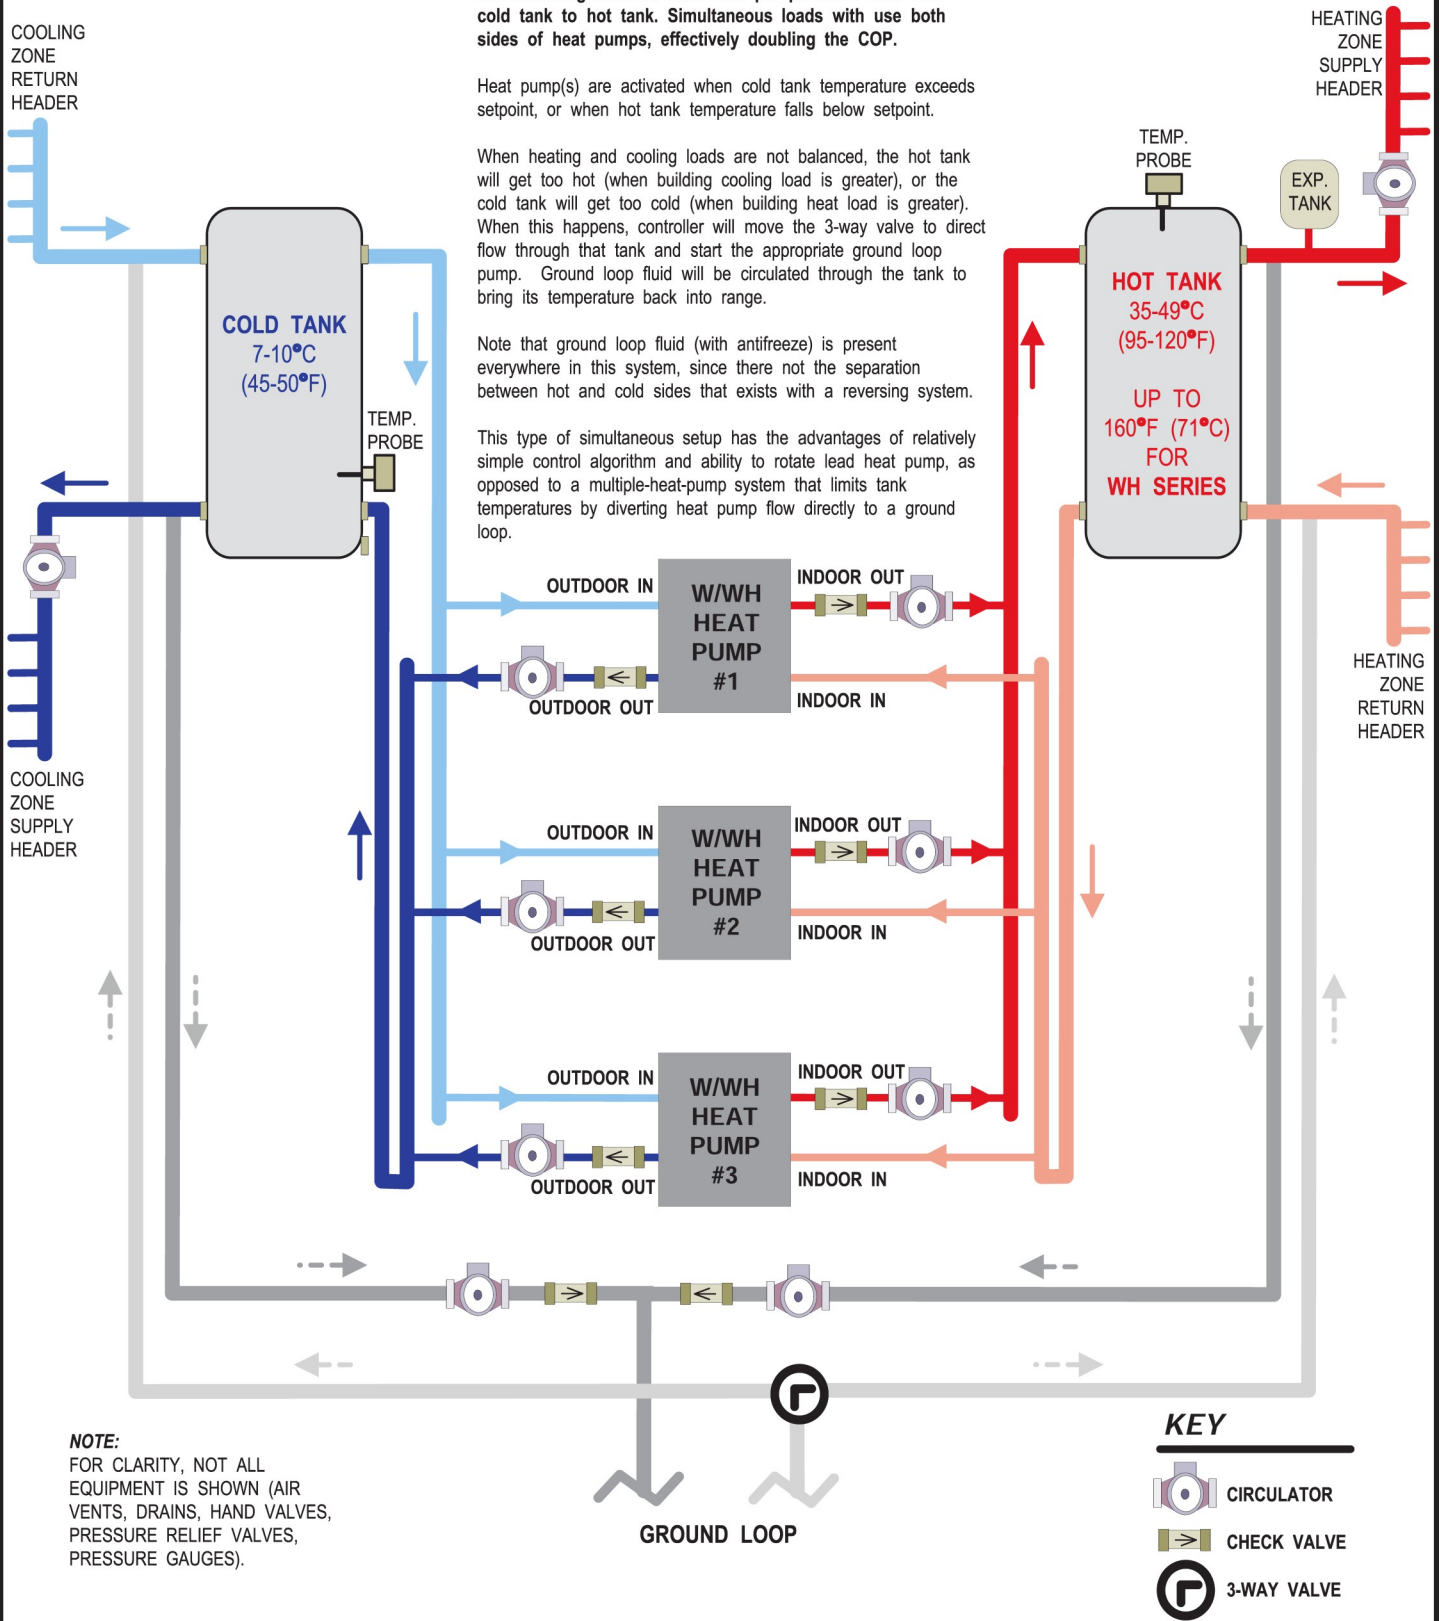 cold tank to hot tank. Simultaneous loads with use both
sides of heat pumps, effectively doubling the COP.
Heat pump(s) are activated when cold tank temperature exceeds
setpoint, or when hot tank temperature falls below setpoint.
When heating and cooling loads are not balanced, the hot tank
will get too hot (when building cooling load is greater), or the
cold tank will get too cold (when building heat load is greater).
When this happens, controller will move the 3-way valve to direct
flow through that tank and start the appropriate ground loop
pump. Ground loop fluid will be circulated through the tank to
bring its temperature back into range.
Note that ground loop fluid (with antifreeze) is present
everywhere in this system, since there not the separation
between hot and cold sides that exists with a reversing system.
This type of simultaneous setup has the advantages of relatively
simple control algorithm and ability to rotate lead heat pump, as
opposed to a multiple-heat-pump system that limits tank
temperatures by diverting heat pump flow directly to a ground
loop.
COOLING
ZONE
RETURN
HEADER
HEATING
ZONE
SUPPLY
HEADER
TEMP.
PROBE
EXP.
TANK
COLD TANK
7-10°C
(45-50°F)
TEMP.
PROBE
HOT TANK
35-49°C
(95-120°F)
UP TO
160°F (71°C)
FOR
WH SERIES
COOLING
ZONE
SUPPLY
HEADER
HEATING
ZONE
RETURN
HEADER
OUTDOOR IN
W/WH
HEAT
PUMP
#1
INDOOR OUT
OUTDOOR OUT
INDOOR IN
OUTDOOR IN
W/WH
HEAT
PUMP
#2
INDOOR OUT
OUTDOOR OUT
INDOOR IN
OUTDOOR IN
W/WH
HEAT
PUMP
#3
INDOOR OUT
OUTDOOR OUT
INDOOR IN
NOTE:
FOR CLARITY, NOT ALL
EQUIPMENT IS SHOWN (AIR
VENTS, DRAINS, HAND VALVES,
PRESSURE RELIEF VALVES,
PRESSURE GAUGES).
GROUND LOOP
KEY
CIRCULATOR
CHECK VALVE
3-WAY VALVE